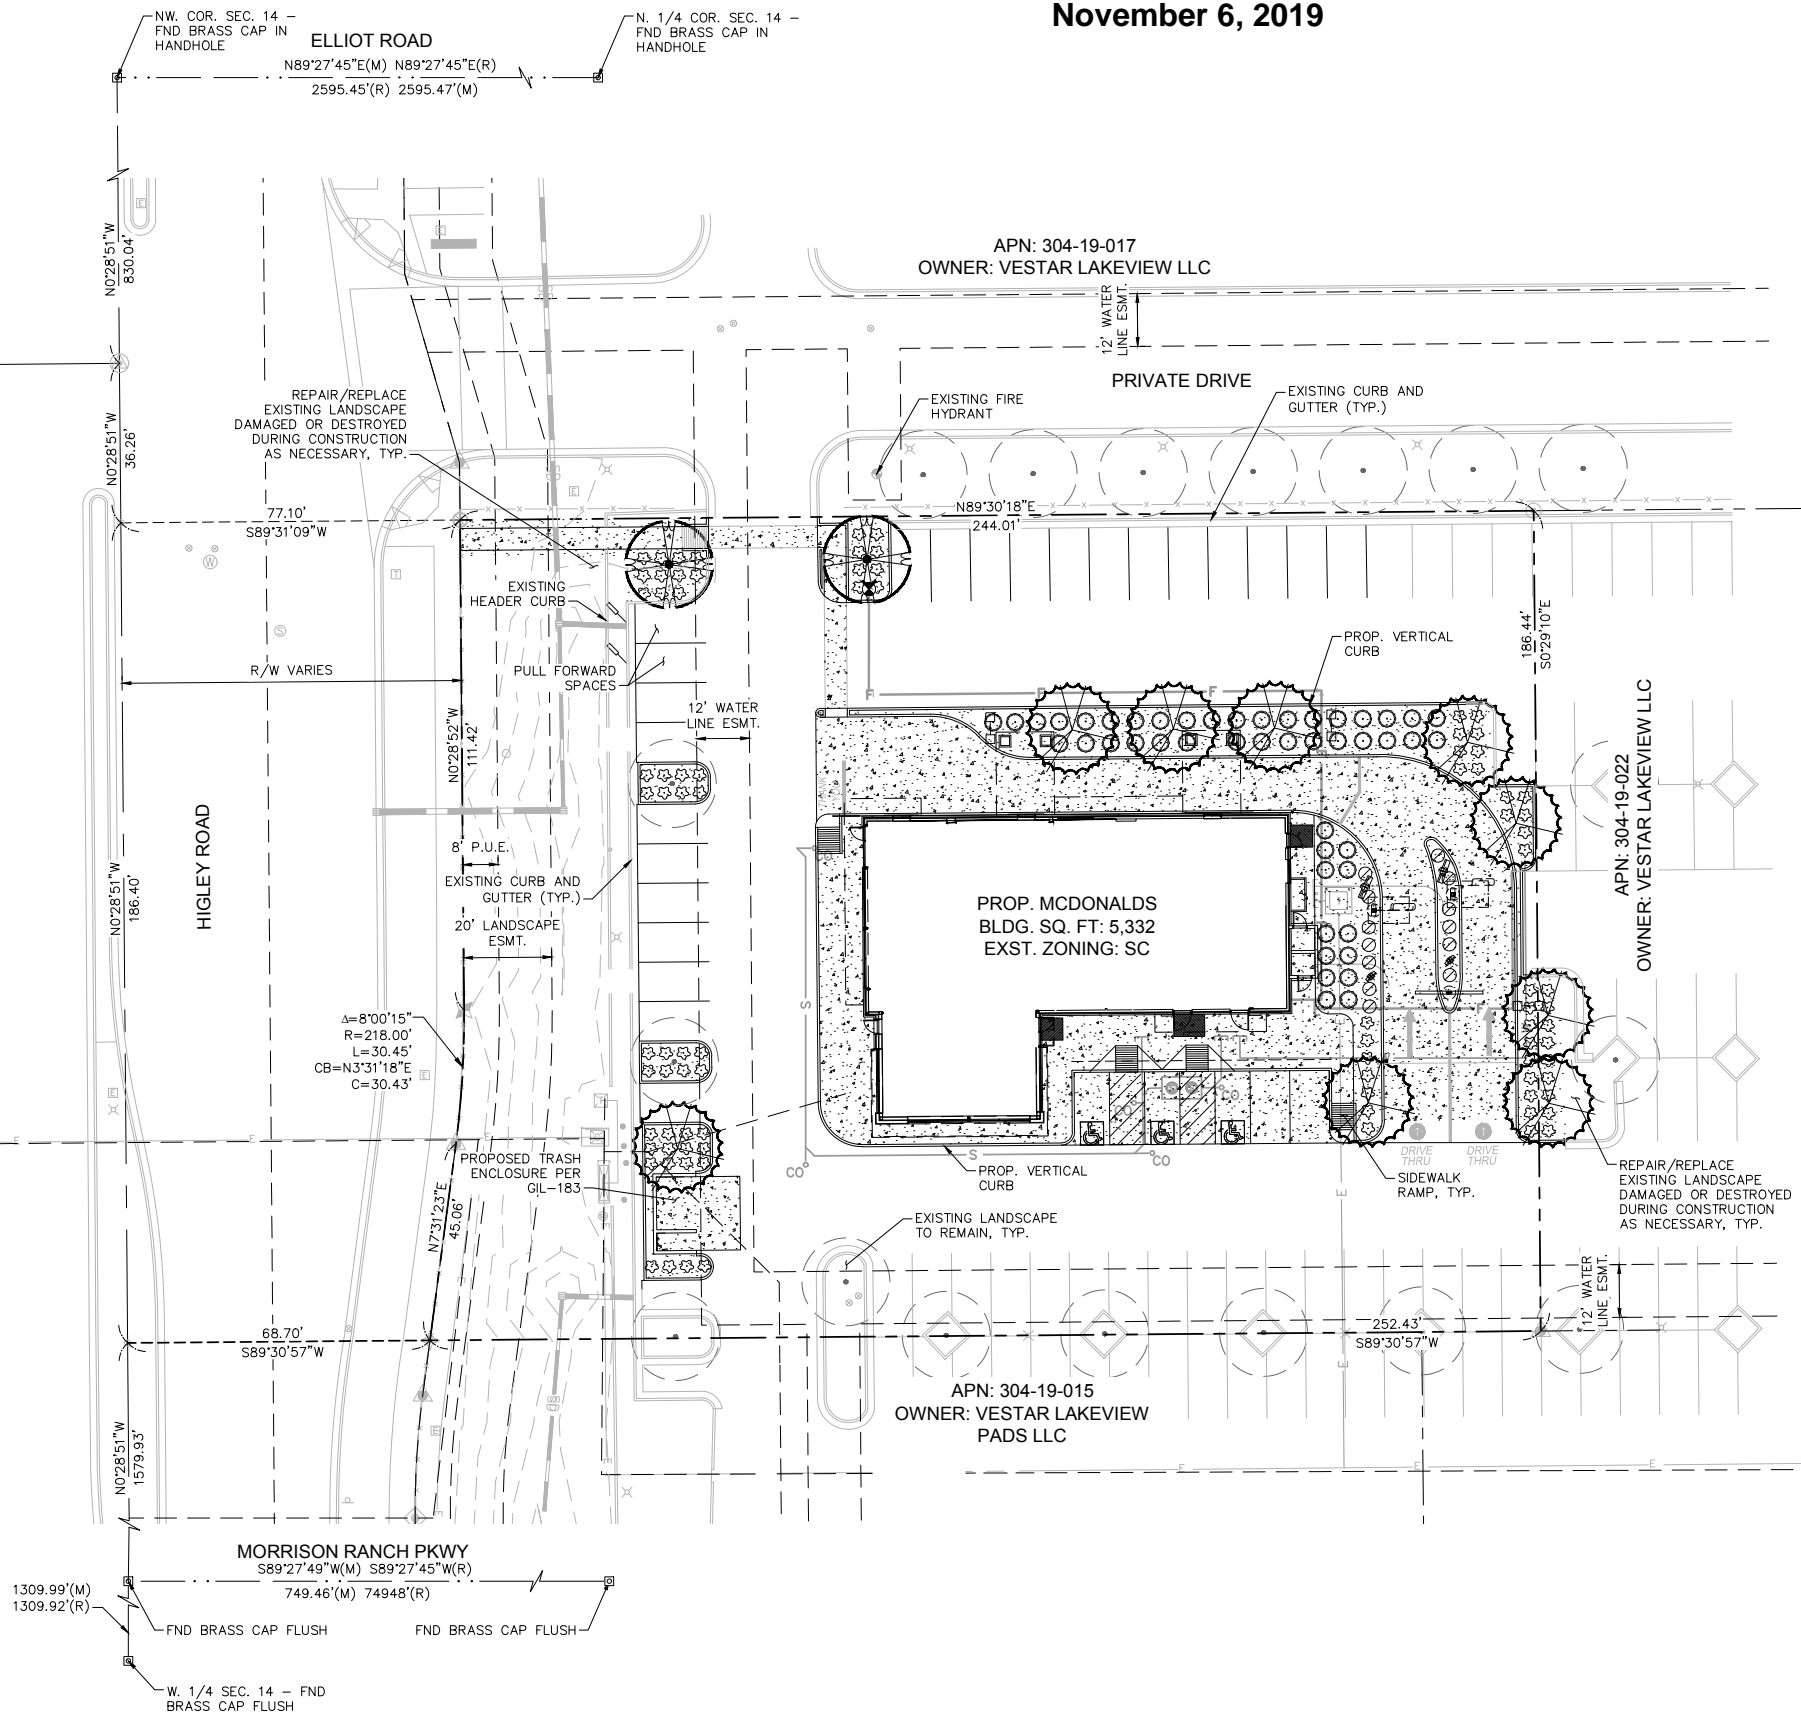 November 6, 2019
NW. COR. SEC. 14 –
FND BRASS CAP IN
HANDHOLE
ELLIOT ROAD
N89°27'45"E(M) N89°27'45"E(R)
2595.45'(R) 2595.47'(M)
N. 1/4 COR. SEC. 14 –
FND BRASS CAP IN
HANDHOLE
N0°28'51"W
830.04'
APN: 304-19-017
OWNER: VESTAR LAKEVIEW LLC
12' WATER
LINE ESMT.
PRIVATE DRIVE
EXISTING FIRE
HYDRANT
EXISTING CURB AND
GUTTER (TYP.)
REPAIR/REPLACE
EXISTING LANDSCAPE
DAMAGED OR DESTROYED
DURING CONSTRUCTION
AS NECESSARY, TYP.
N0°28'51"W
36.26'
77.10'
S89°31'09"W
N89°30'18"E
244.01'
EXISTING
HEADER CURB
PULL FORWARD
SPACES
R/W VARIES
N0°28'52"W
111.42'
12' WATER
LINE ESMT.
PROP. VERTICAL
CURB
186.44'
S0°29'10"E
APN: 304-19-022
OWNER: VESTAR LAKEVIEW LLC
HIGLEY ROAD
N0°28'51"W
186.40'
8' P.U.E.
EXISTING CURB AND
GUTTER (TYP.)
20' LANDSCAPE
ESMT.
PROP. MCDONALDS
BLDG. SQ. FT: 5,332
EXST. ZONING: SC
Δ=8°00'15"
R=218.00'
L=30.45'
CB=N3°31'18"E
C=30.43'
PROPOSED TRASH
ENCLOSURE PER
GIL–183
N7°31'23"E
45.06'
CO
CO
CO
CO
S
S
F
F
F
E
E
E
DRIVE
THRU
DRIVE
THRU
PROP. VERTICAL
CURB
SIDEWALK
RAMP, TYP.
REPAIR/REPLACE
EXISTING LANDSCAPE
DAMAGED OR DESTROYED
DURING CONSTRUCTION
AS NECESSARY, TYP.
EXISTING LANDSCAPE
TO REMAIN, TYP.
12' WATER
LINE ESMT.
68.70'
S89°30'57"W
252.43'
S89°30'57"W
APN: 304-19-015
OWNER: VESTAR LAKEVIEW
PADS LLC
N0°28'51"W
1579.93'
MORRISON RANCH PKWY
S89°27'49"W(M) S89°27'45"W(R)
749.46'(M) 74948'(R)
1309.99'(M)
1309.92'(R)
FND BRASS CAP FLUSH
FND BRASS CAP FLUSH
W. 1/4 SEC. 14 – FND
BRASS CAP FLUSH